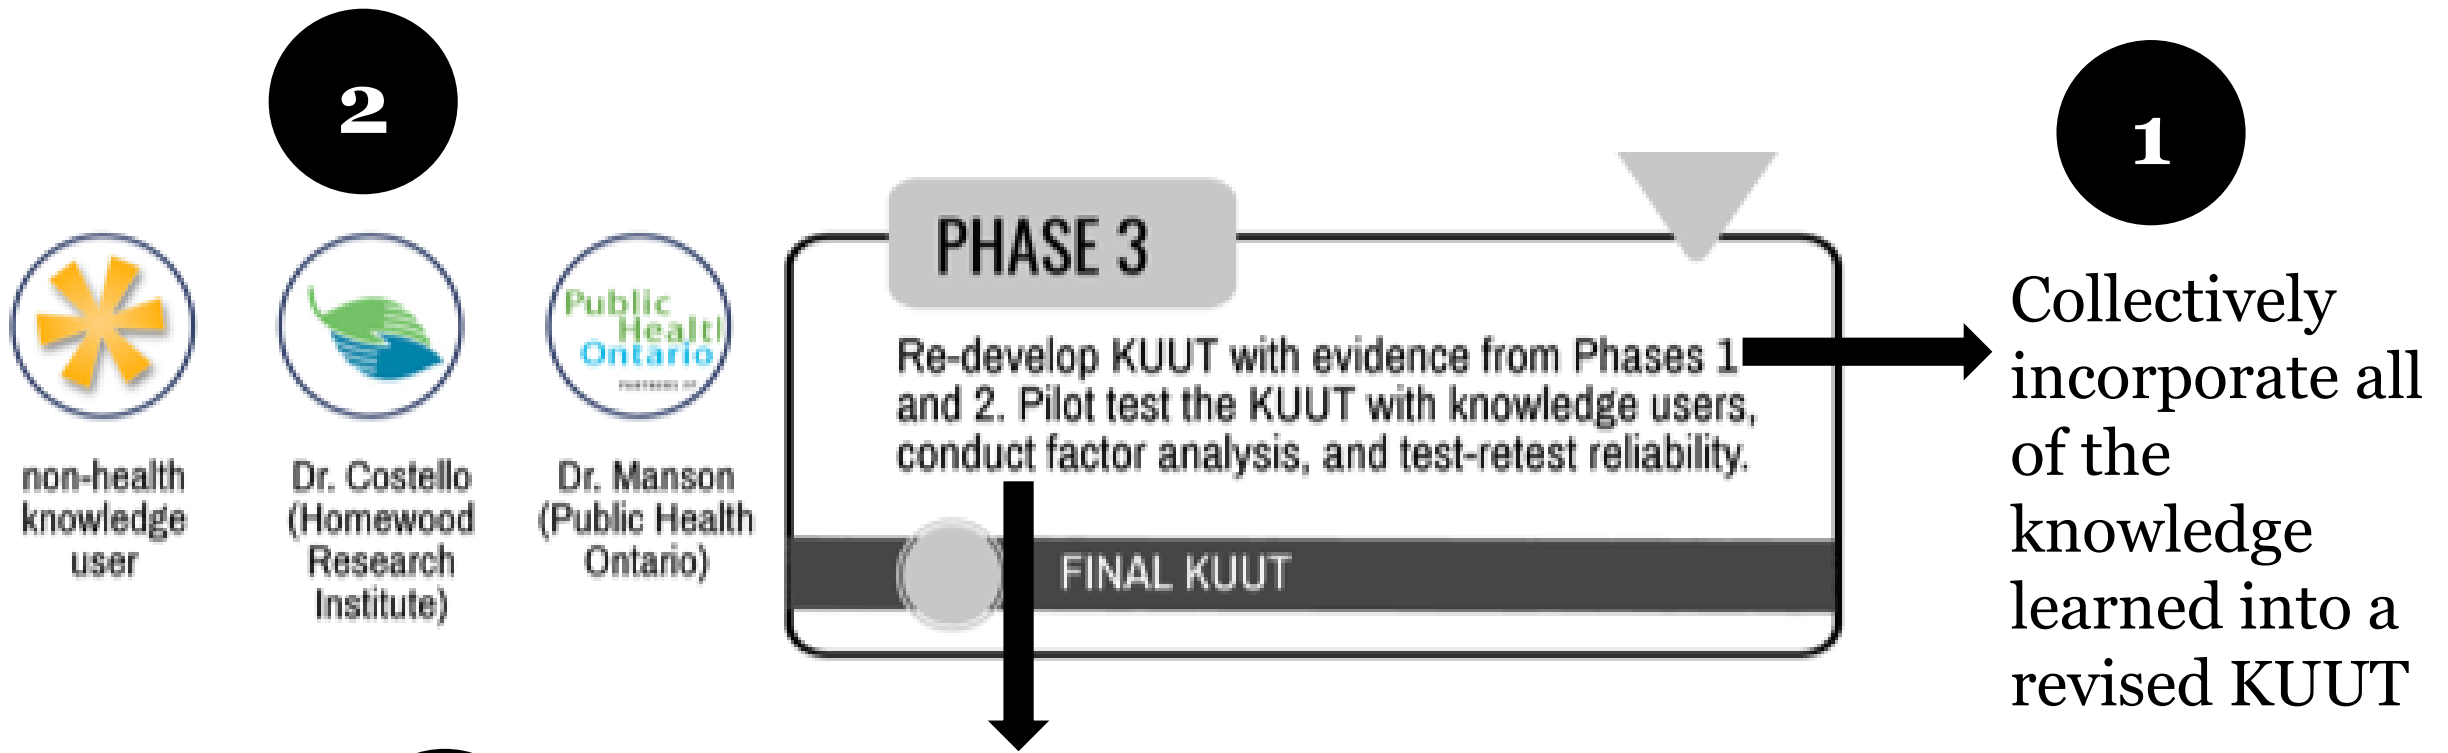 2
Public
Health
Ontario
non-health
knowledge
user
Dr. Costello
(Homewood
Research
Institute)
Dr. Manson
(Public Health
Ontario)
PHASE 3
Re-develop KUUT with evidence from Phases 1
and 2. Pilot test the KUUT with knowledge users,
conduct factor analysis, and test-retest reliability.
FINAL KUUT
1
Collectively
incorporate all
of the
knowledge
learned into a
revised KUUT